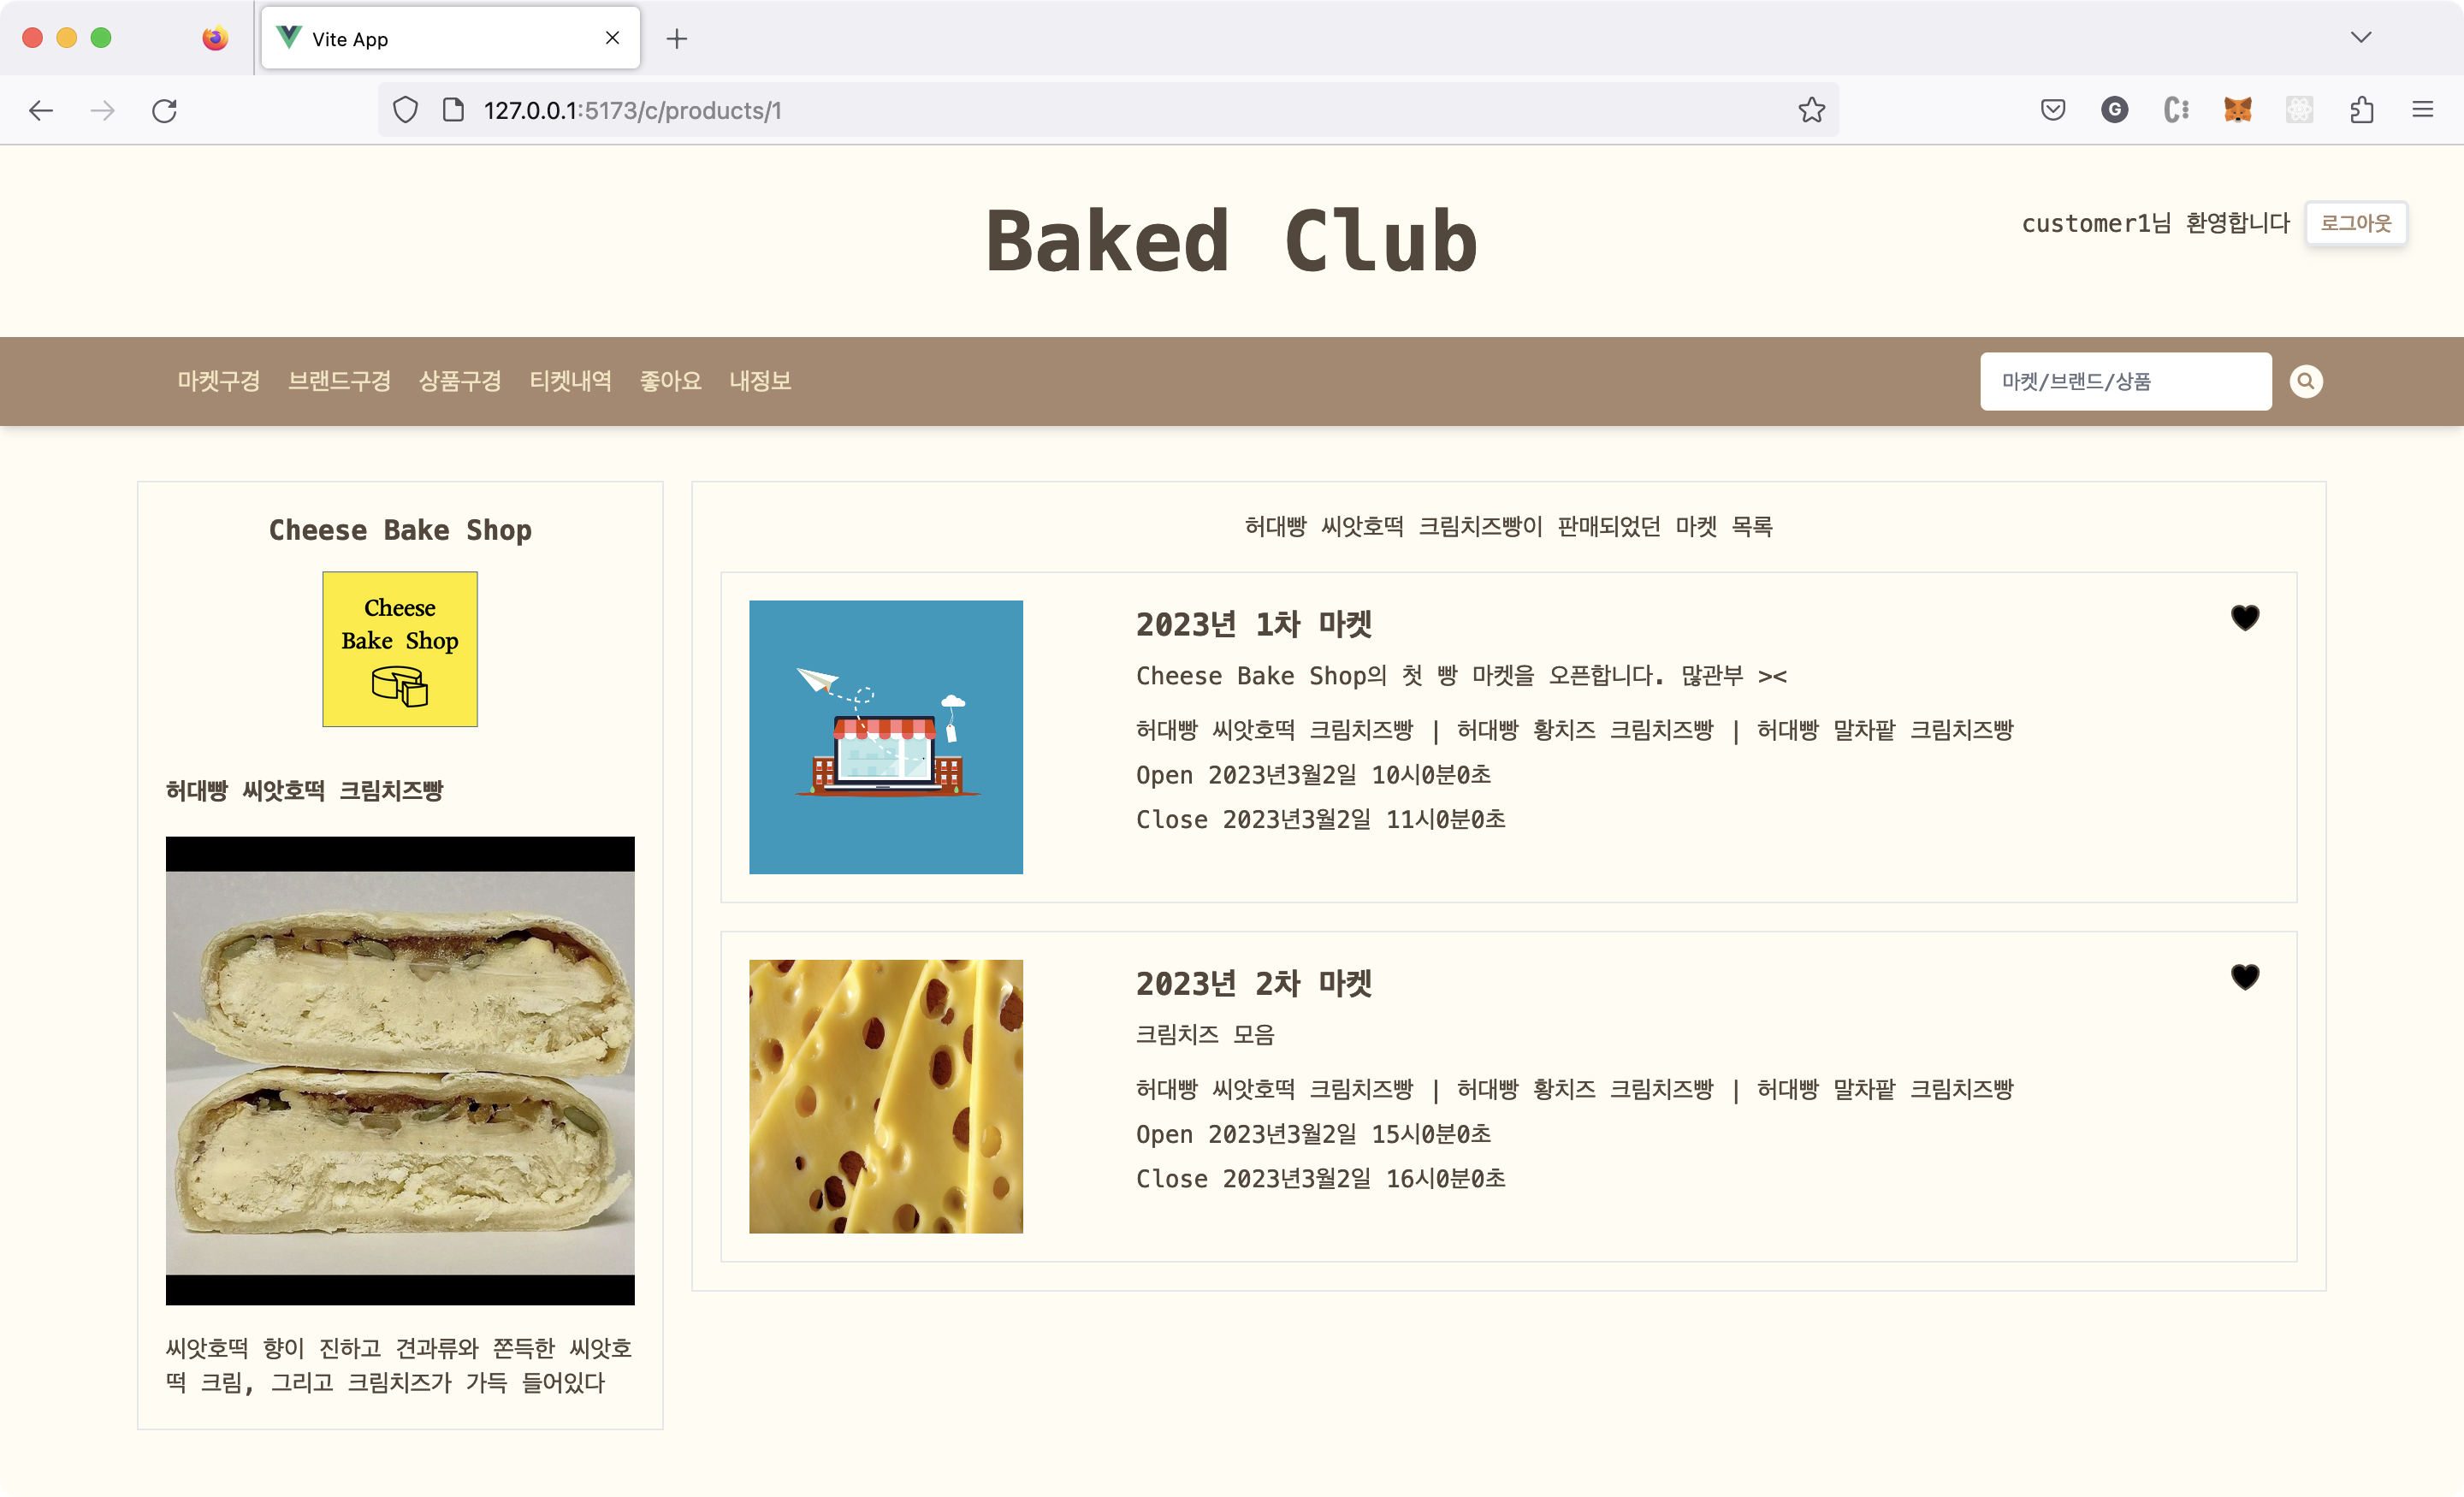 Vite App
127.0.0.1:5173/c/products/1
G
Baked Club
customer1님 환영합니다 로그아웃
마켓구경 브랜드구경 상품구경 티켓내역 좋아요 내정보
마켓/브랜드/상품
Cheese Bake Shop
Cheese
Bake Shop
허대빵 씨앗호떡 크림치즈빵
씨앗호떡 향이 진하고 견과류와 쫀득한 씨앗호
떡 크림, 그리고 크림치즈가 가득 들어있다
허대빵 씨앗호떡 크림치즈빵이 판매되었던 마켓 목록
2023년 1차 마켓
Cheese Bake Shop의 첫 빵 마켓을 오픈합니다. 많관부 ><
허대빵 씨앗호떡 크림치즈빵 | 허대빵 황치즈 크림치즈빵 | 허대빵 말차팥 크림치즈빵
Open 2023년3월2일 10시0분0초
Close 2023년3월2일 11시0분0초
2023년 2차 마켓
크림치즈 모음
허대빵 씨앗호떡 크림치즈빵 | 허대빵 황치즈 크림치즈빵 | 허대빵 말차팥 크림치즈빵
Open 2023년3월2일 15시0분0초
Close 2023년3월2일 16시0분0초